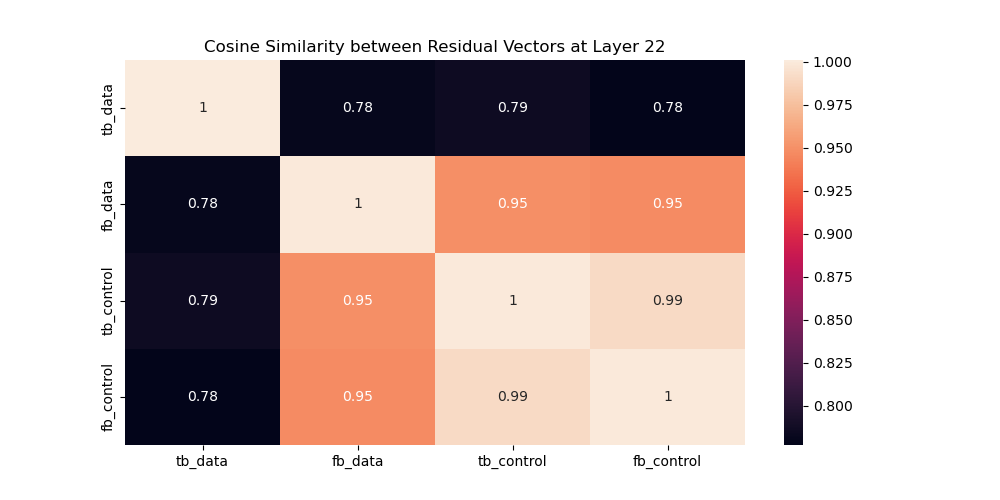 Cosine Similarity between Residual Vectors at Layer 22
tb_data 1 0.78 0.79 0.78
fb_data 0.78 1 0.95 0.95
tb_control 0.79 0.95 1 0.99
fb_control 0.78 0.95 0.99 1
tb_data fb_data tb_control fb_control
1.000
0.975
0.950
0.925
0.900
0.875
0.850
0.825
0.800